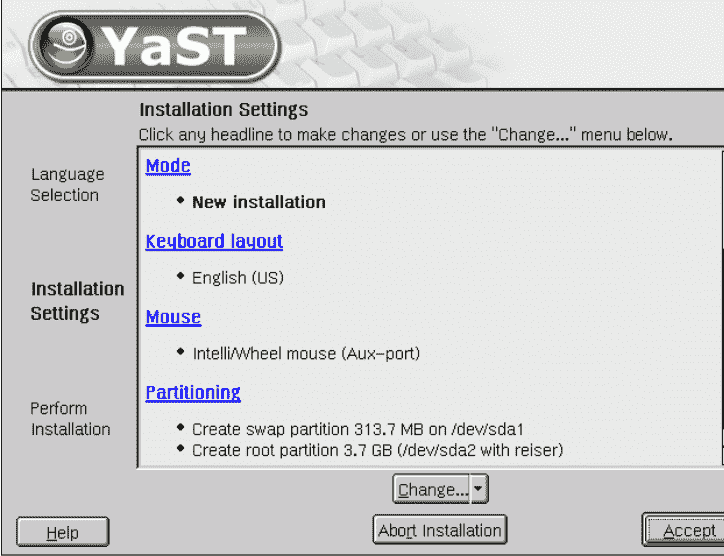 YaST
Installation Settings
Click any headline to make changes or use the "Change..." menu below.
Language
Selection
Installation
Settings
Perform
Installation
Mode
New installation
Keyboard layout
English (US)
Mouse
Intelli/Wheel mouse (Aux-port)
Partitioning
Create swap partition 313.7 MB on /dev/sda1
Create root partition 3.7 GB (/dev/sda2 with reiser)
Change...
Help
Abort Installation
Accept